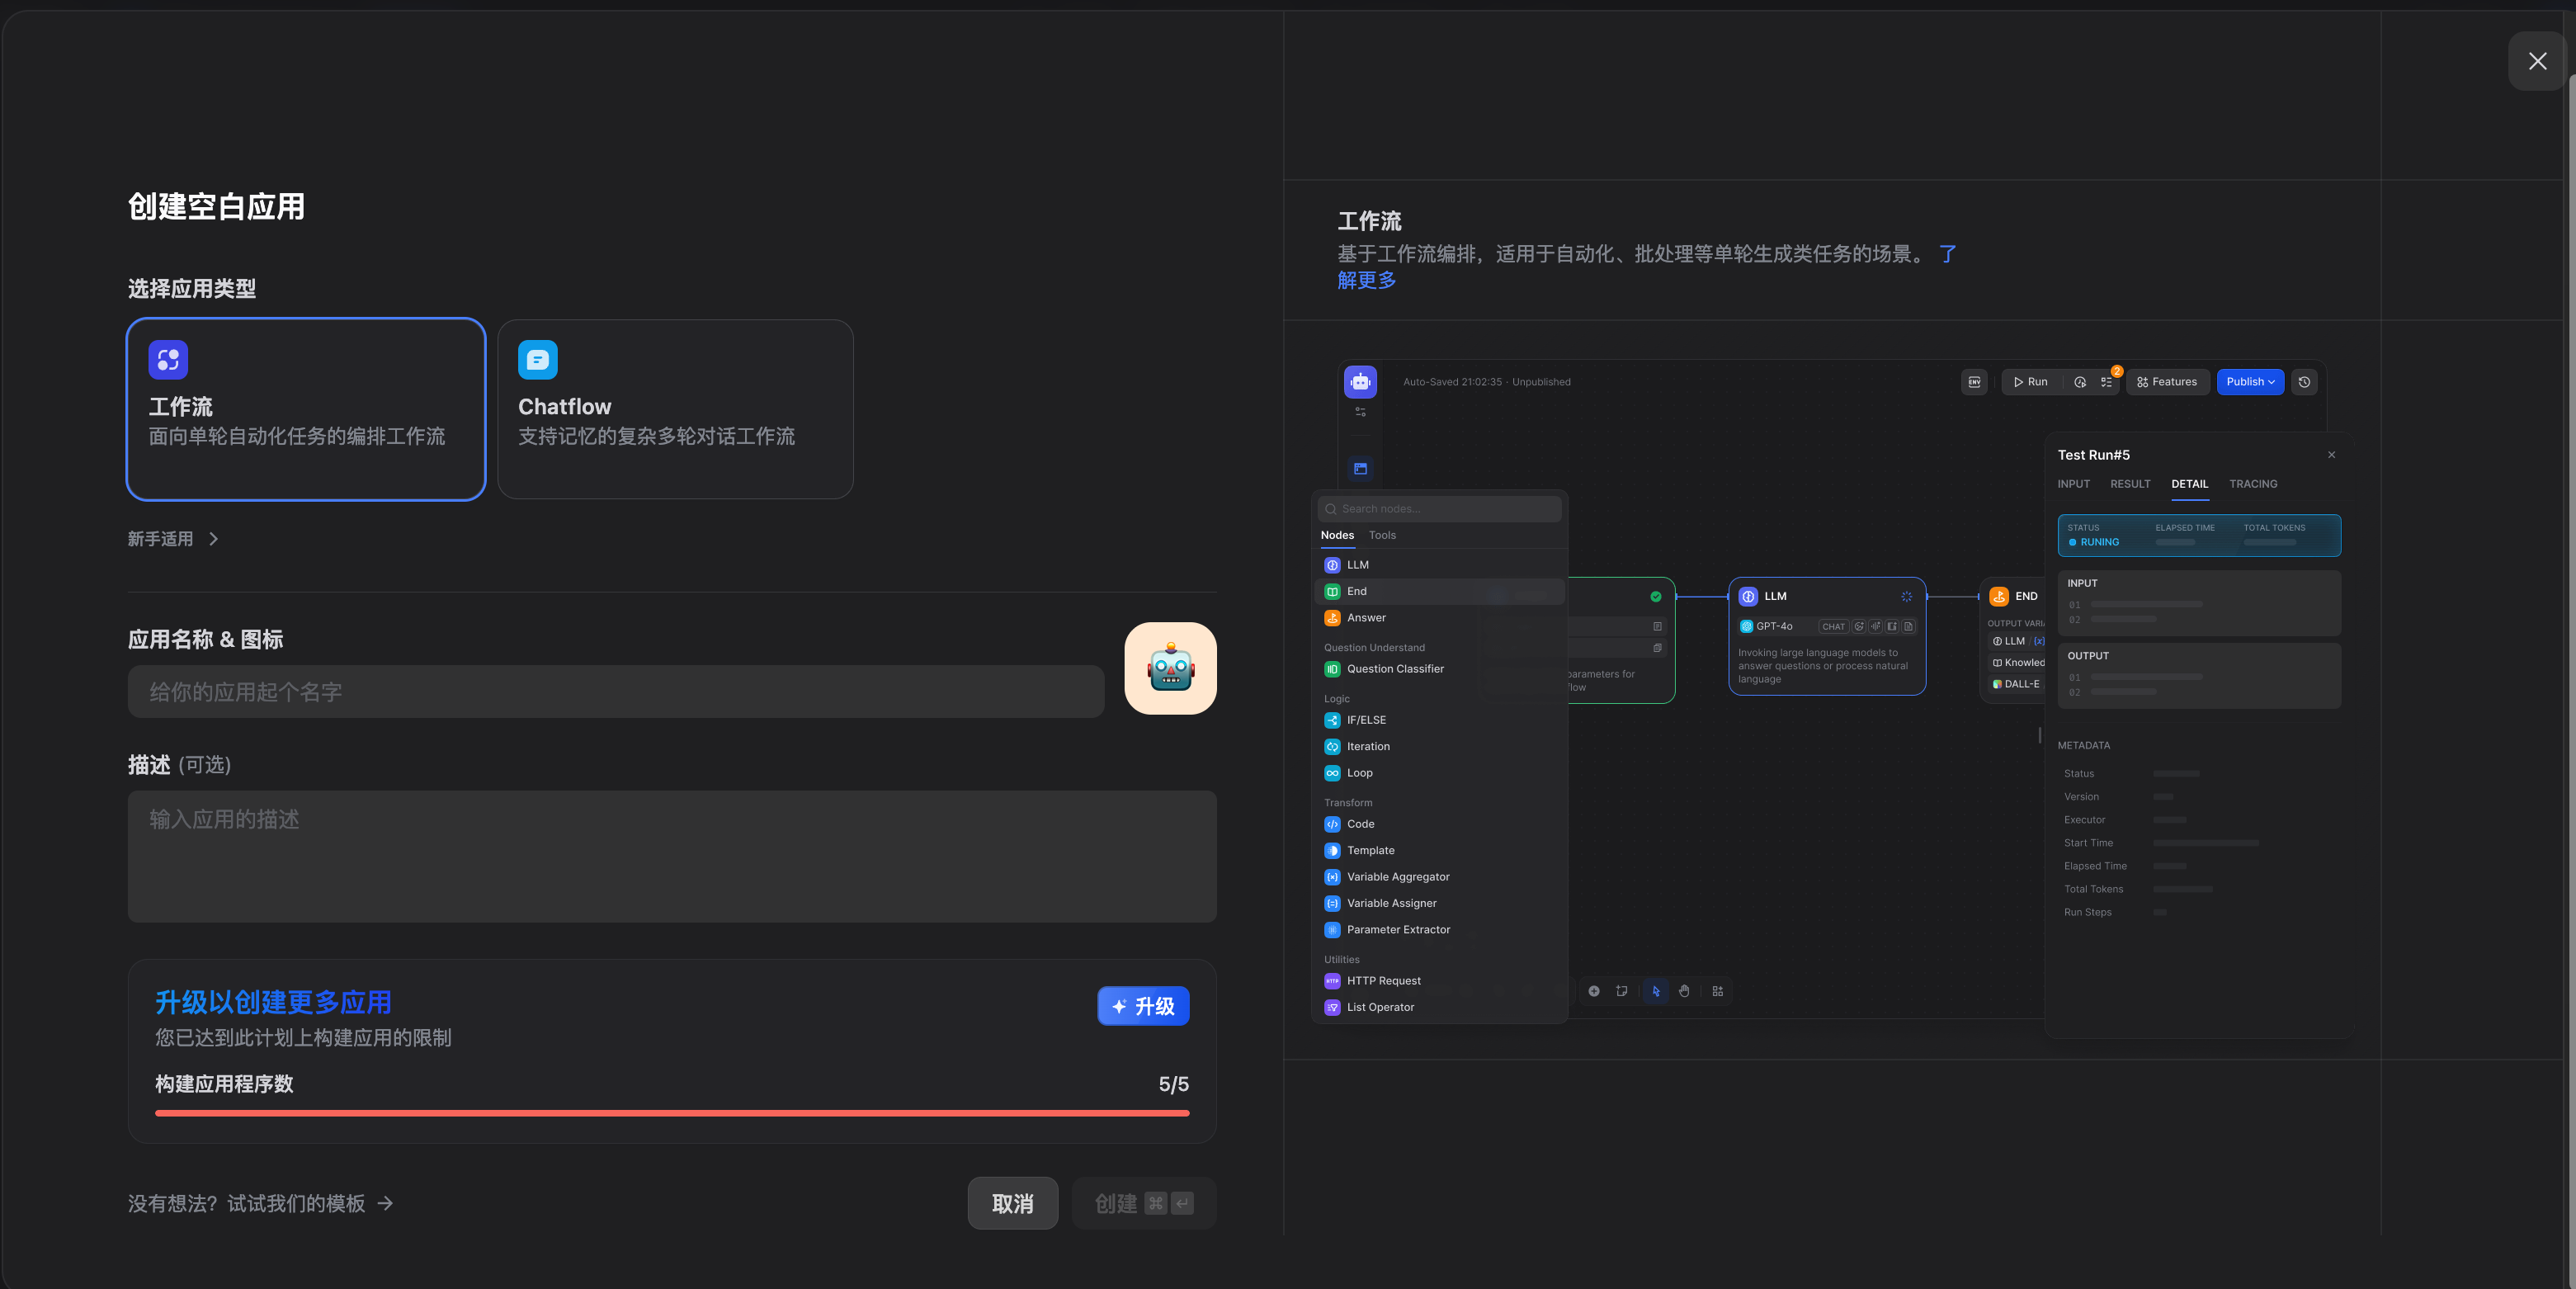 创建空白应用
选择应用类型
工作流
面向单轮自动化任务的编排工作流
Chatflow
支持记忆的复杂多轮对话工作流
新手适用
应用名称 & 图标
给你的应用起个名字
描述 (可选)
输入应用的描述
升级以创建更多应用
升级
您已达到此计划上构建应用的限制
构建应用程序数
5/5
没有想法？试试我们的模板
取消
创建 ⌘ ↵
工作流
基于工作流编排，适用于自动化、批处理等单轮生成类任务的场景。 了
解更多
Auto-Saved 21:02:35 · Unpublished
ENV
Run
2
Features
Publish
Search nodes...
Nodes
Tools
LLM
End
Answer
Question Understand
Question Classifier
Logic
IF/ELSE
Iteration
Loop
Transform
Code
Template
Variable Aggregator
Variable Assigner
Parameter Extractor
Utilities
HTTP Request
List Operator
parameters for
flow
LLM
GPT-4o
CHAT
Invoking large language models to
answer questions or process natural
language
END
OUTPUT VARIA
LLM / {x}
Knowled
DALL-E
Test Run#5
INPUT
RESULT
DETAIL
TRACING
STATUS
ELAPSED TIME
TOTAL TOKENS
RUNING
INPUT
01
02
OUTPUT
01
02
METADATA
Status
Version
Executor
Start Time
Elapsed Time
Total Tokens
Run Steps